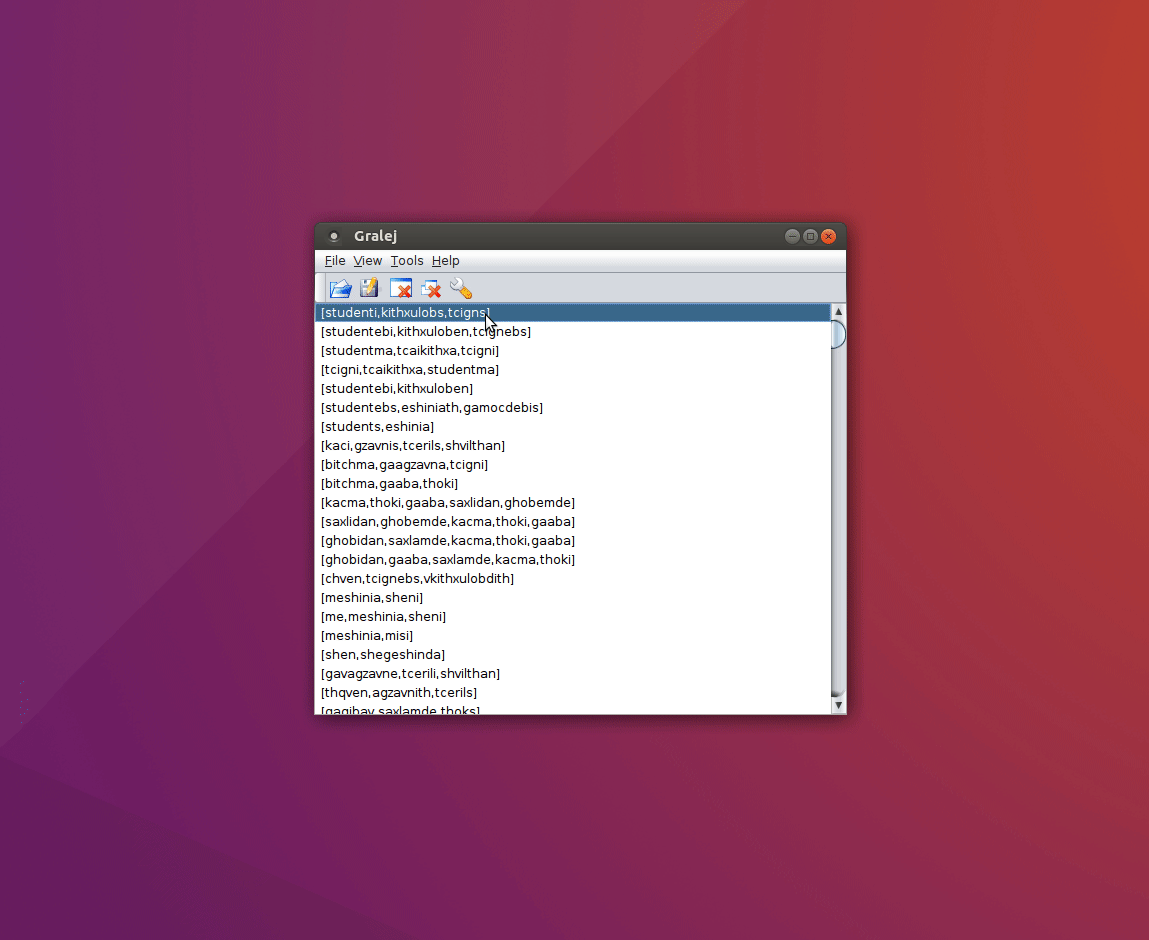 Gralej
File View Tools Help
[studenti,kithxulobs,tcigns]
[studentebi,kithxuloben,tcignebs]
[studentma,tcaikithxa,tcigni]
[tcigni,tcaikithxa,studentma]
[studentebi,kithxuloben]
[studentebs,eshiniath,gamocdebis]
[students,eshinia]
[kaci,gzavnis,tcerils,shvilthan]
[bitchma,gaagzavna,tcigni]
[bitchma,gaaba,thoki]
[kacma,thoki,gaaba,saxlidan,ghobemde]
[saxlidan,ghobemde,kacma,thoki,gaaba]
[ghobidan,saxlamde,kacma,thoki,gaaba]
[ghobidan,gaaba,saxlamde,kacma,thoki]
[chven,tcignebs,vkithxulobdith]
[meshinia,sheni]
[me,meshinia,sheni]
[meshinia,misi]
[shen,shegeshinda]
[gavagzavne,tcerili,shvilthan]
[thqven,agzavnith,tcerils]
[gagibav,saxlamde,thoks]